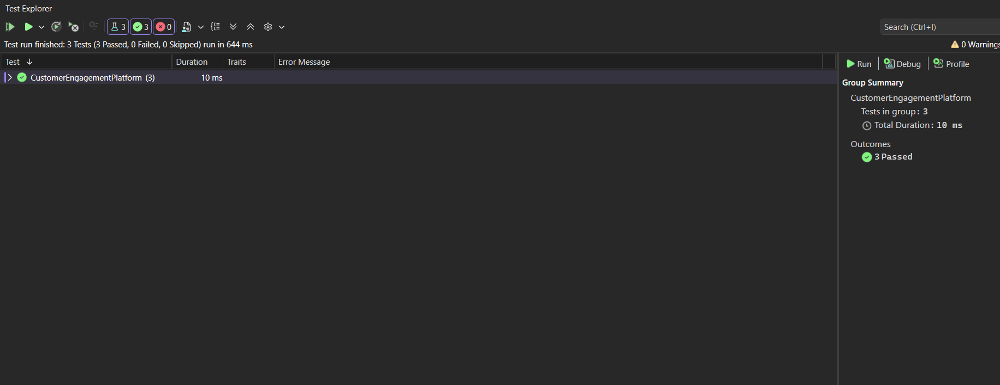 Test Explorer
3 3 0
Search (Ctrl+I)
Test run finished: 3 Tests (3 Passed, 0 Failed, 0 Skipped) run in 644 ms
0 Warnings
Test Duration Traits Error Message
CustomerEngagementPlatform (3) 10 ms
Run Debug Profile
Group Summary
CustomerEngagementPlatform
Tests in group: 3
Total Duration: 10 ms
Outcomes
3 Passed